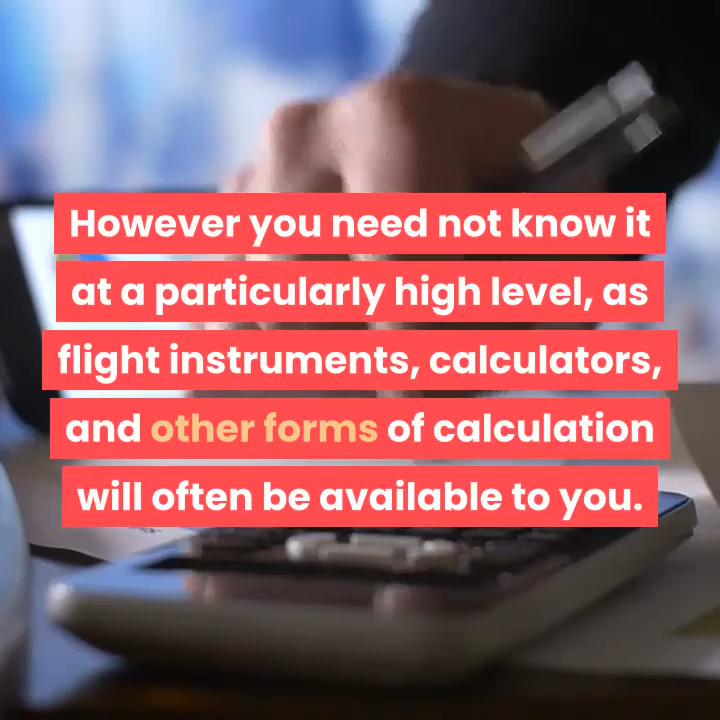 However you need not know it
at a particularly high level, as
flight instruments, calculators,
and other forms of calculation
will often be available to you.